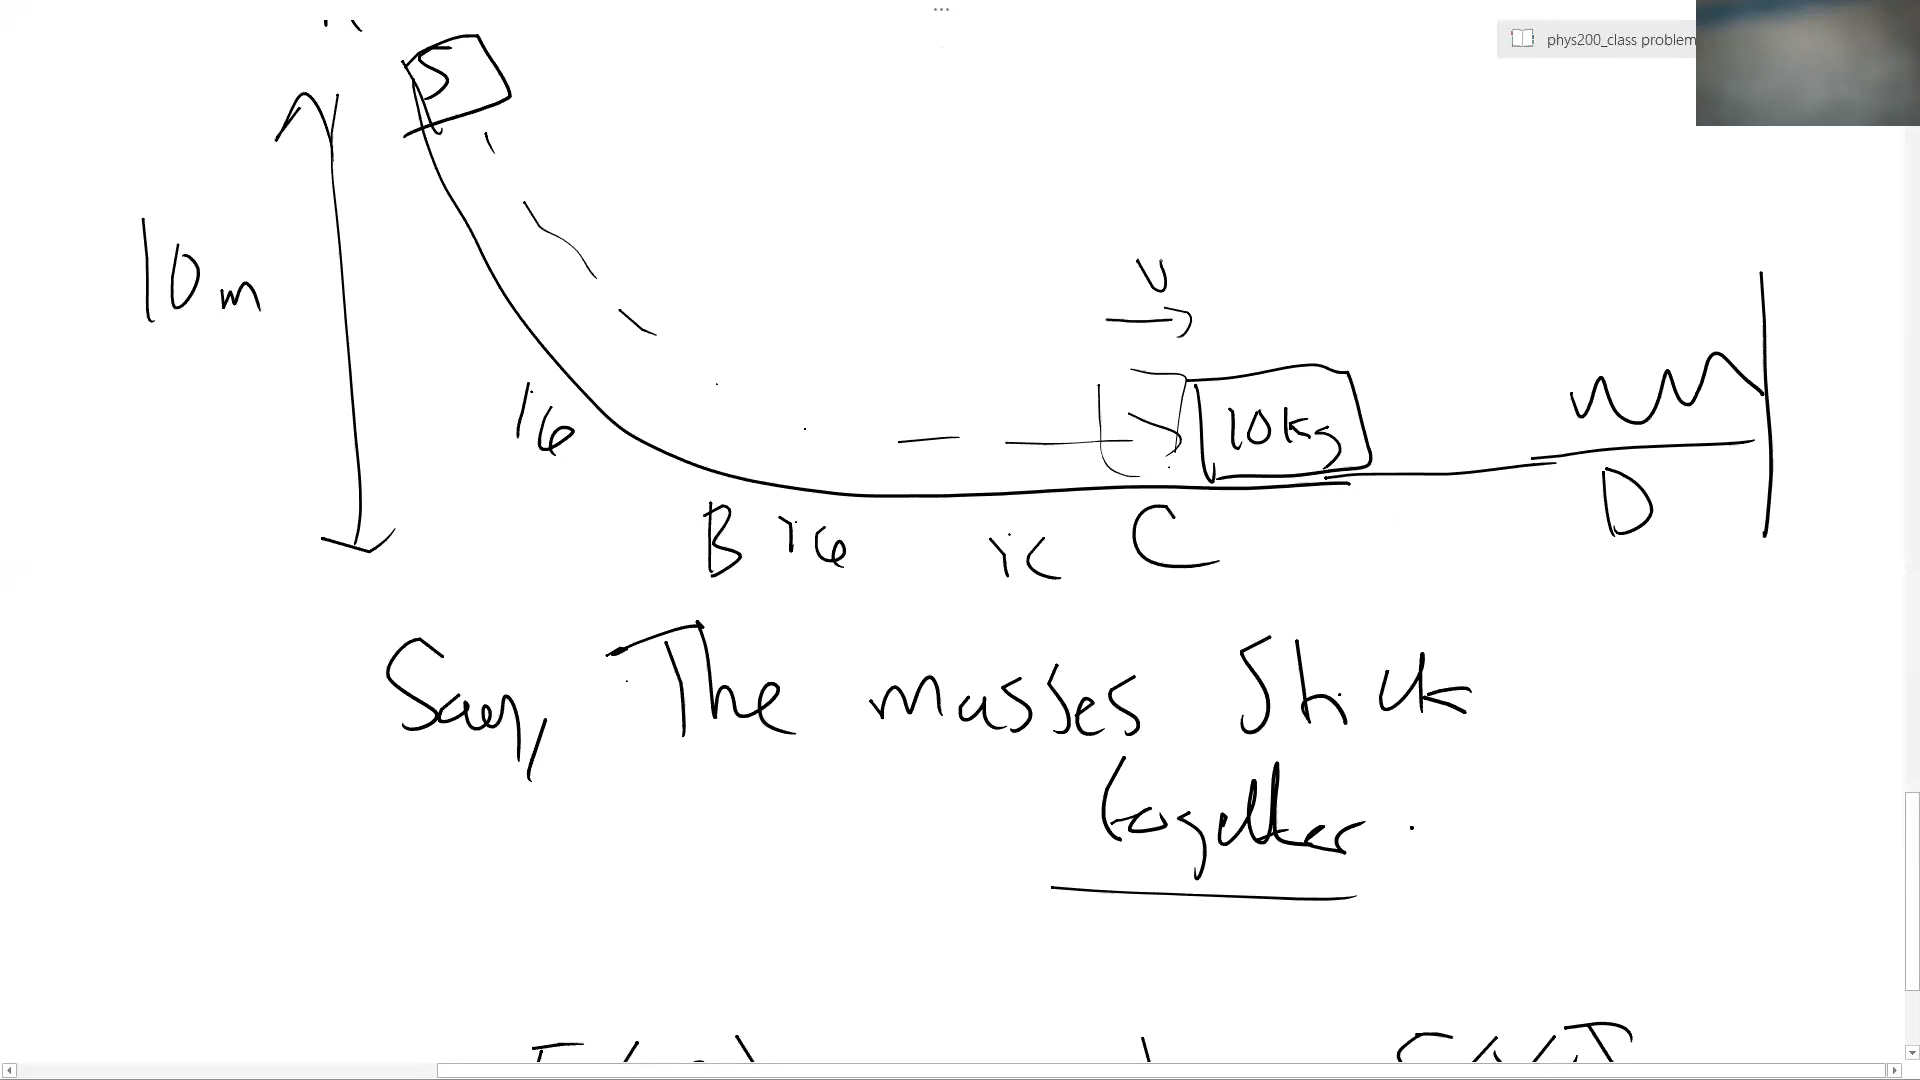 phys200_class problem
5
10m
v
10kg
B
C
D
Say, The masses stick
together.